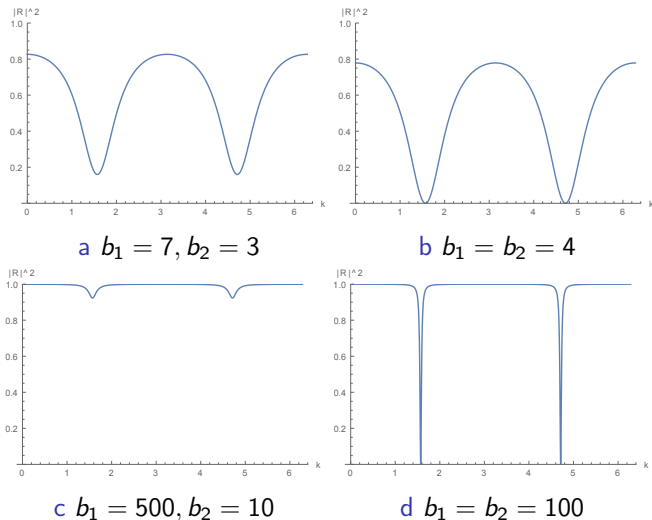 |R|^2
1.0
0.8
0.6
0.4
0.2
0 1 2 3 4 5 6 k
a b₁ = 7, b₂ = 3
|R|^2
1.0
0.8
0.6
0.4
0.2
0 1 2 3 4 5 6 k
b b₁ = b₂ = 4
|R|^2
1.0
0.8
0.6
0.4
0.2
0 1 2 3 4 5 6 k
c b₁ = 500, b₂ = 10
|R|^2
1.0
0.8
0.6
0.4
0.2
0 1 2 3 4 5 6 k
d b₁ = b₂ = 100